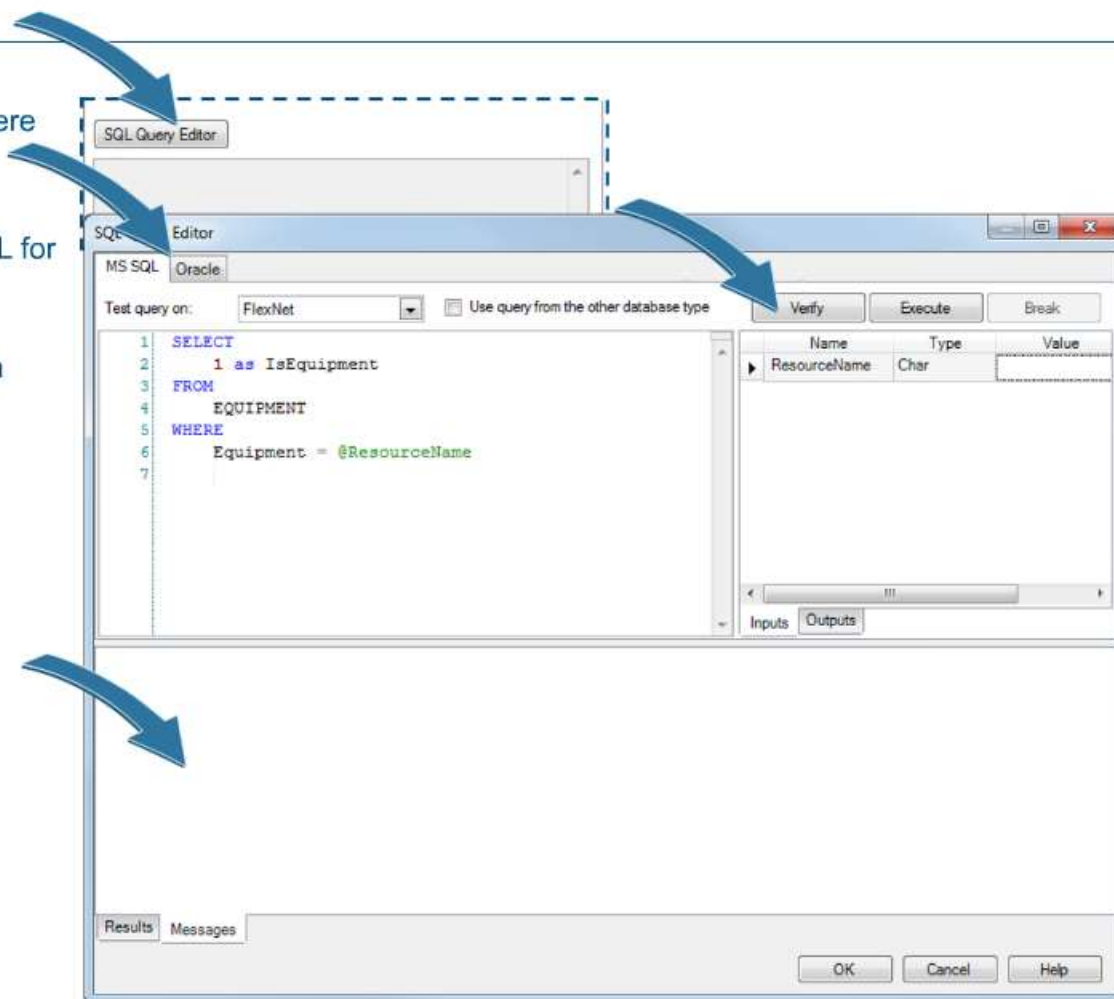 ere
SQL Query Editor
L for
Editor
MS SQL Oracle
Test query on: FlexNet Use query from the other database type Verify Execute Break
1 SELECT
2 1 as IsEquipment
3 FROM
4 EQUIPMENT
5 WHERE
6 Equipment = @ResourceName
7
Name Type Value
ResourceName Char
Inputs Outputs
Results Messages
OK Cancel Help